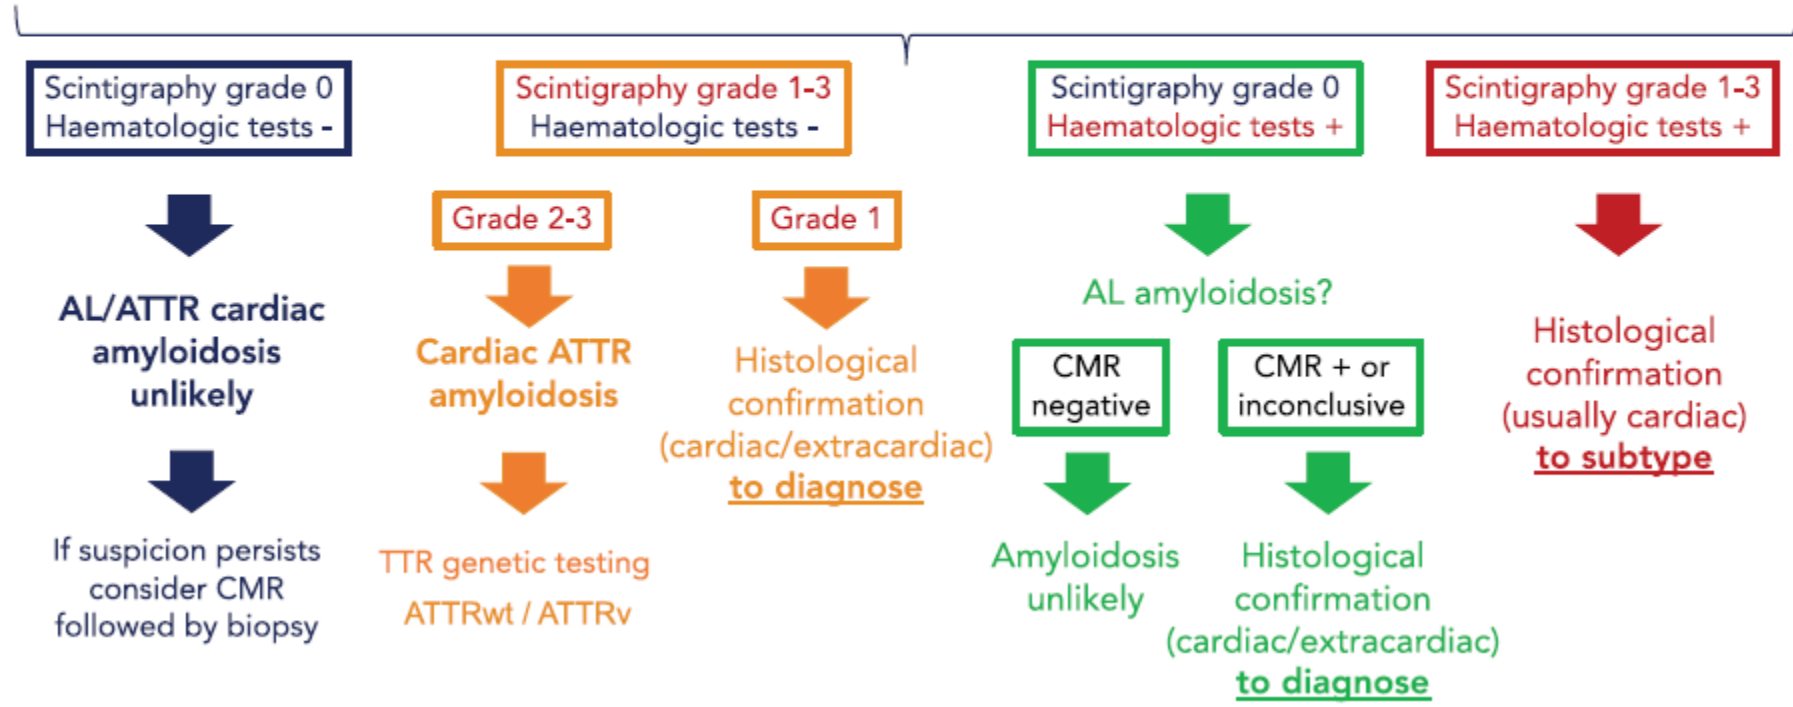 Scintigraphy grade 0
Haematologic tests -
Scintigraphy grade 1-3
Haematologic tests -
Scintigraphy grade 0
Haematologic tests +
Scintigraphy grade 1-3
Haematologic tests +
AL/ATTR cardiac
amyloidosis
unlikely
If suspicion persists
consider CMR
followed by biopsy
Grade 2-3
Cardiac ATTR
amyloidosis
TTR genetic testing
ATTRwt / ATTRv
Grade 1
Histological
confirmation
(cardiac/extracardiac)
to diagnose
AL amyloidosis?
CMR
negative
Amyloidosis
unlikely
CMR + or
inconclusive
Histological
confirmation
(cardiac/extracardiac)
to diagnose
Histological
confirmation
(usually cardiac)
to subtype